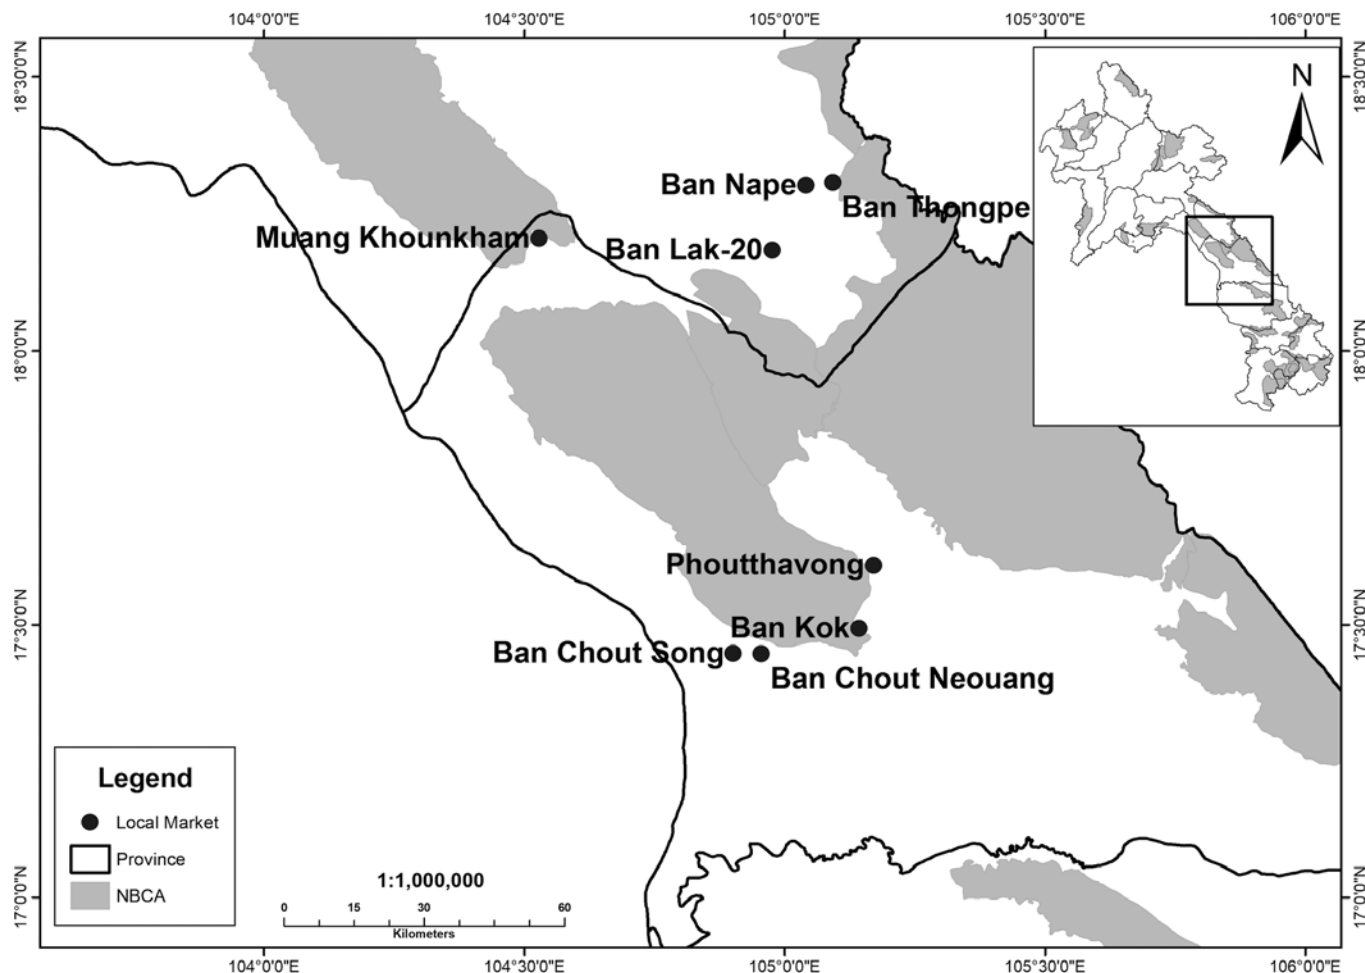 104°0'0"E
104°30'0"E
105°0'0"E
105°30'0"E
106°0'0"E
18°30'0"N
18°30'0"N
N
Ban Nape
Ban Thongpe
Muang Khounkham
Ban Lak-20
18°0'0"N
18°0'0"N
Phoutthavong
Ban Kok
17°30'0"N
17°30'0"N
Ban Chout Song
Ban Chout Neouang
Legend
Local Market
Province
NBCA
1:1,000,000
0 15 30 60
Kilometers
17°0'0"N
17°0'0"N
104°0'0"E
104°30'0"E
105°0'0"E
105°30'0"E
106°0'0"E